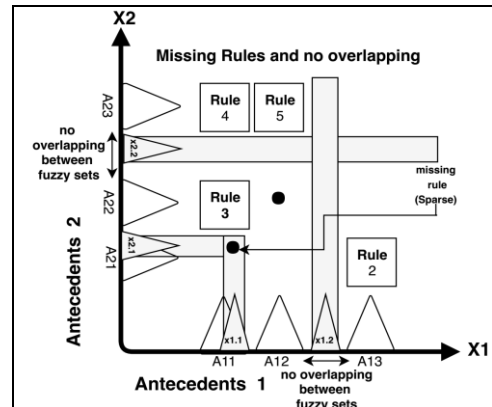 X2
Missing Rules and no overlapping
A23
Rule
4
Rule
5
no
overlapping
between
fuzzy sets
x2.2
missing
rule
(Sparse)
A22
Rule
3
Antecedents 2
x2.1
A21
Rule
2
x1.1
x1.2
X1
A11
A12
A13
Antecedents 1
no overlapping
between
fuzzy sets